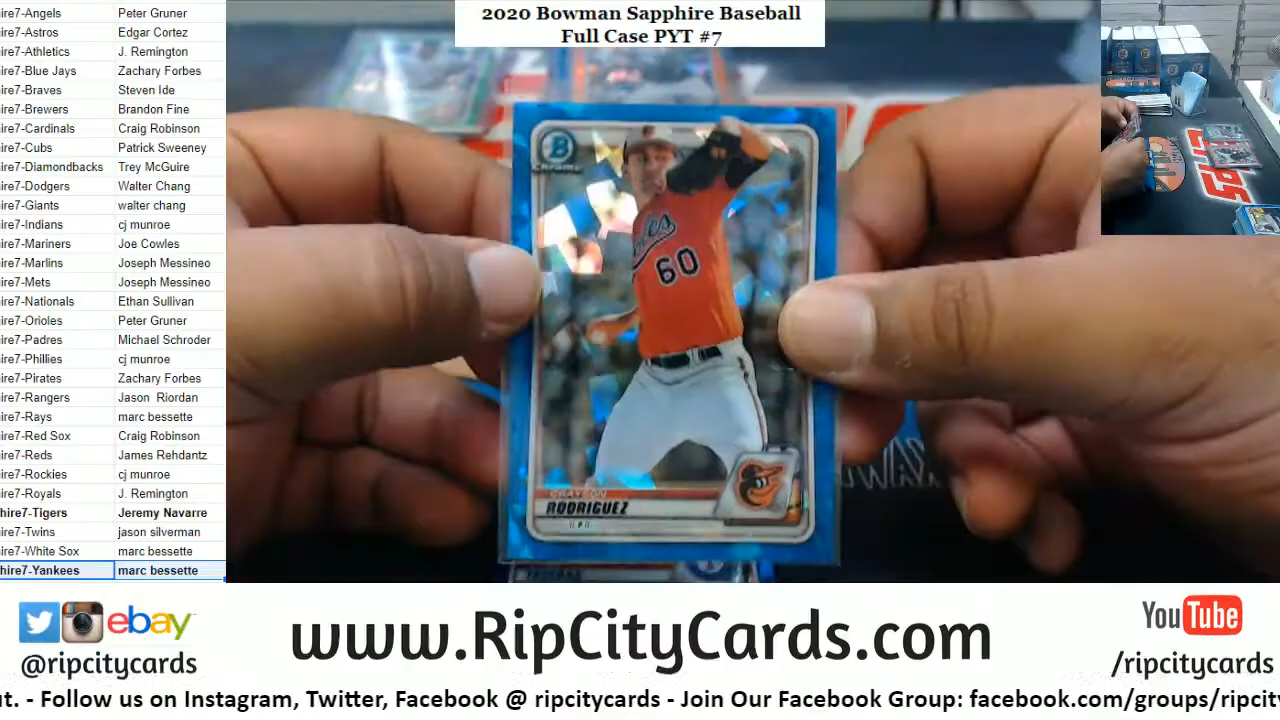 2020 Bowman Sapphire Baseball
Full Case PYT #7
ire7-Angels Peter Gruner
ire7-Astros Edgar Cortez
ire7-Athletics J. Remington
ire7-Blue Jays Zachary Forbes
ire7-Braves Steven Ide
ire7-Brewers Brandon Fine
ire7-Cardinals Craig Robinson
ire7-Cubs Patrick Sweeney
ire7-Diamondbacks Trey McGuire
ire7-Dodgers Walter Chang
ire7-Giants walter chang
ire7-Indians cj munroe
ire7-Mariners Joe Cowles
ire7-Marlins Joseph Messineo
ire7-Mets Joseph Messineo
ire7-Nationals Ethan Sullivan
ire7-Orioles Peter Gruner
ire7-Padres Michael Schroder
ire7-Phillies cj munroe
ire7-Pirates Zachary Forbes
ire7-Rangers Jason Riordan
ire7-Rays marc bessette
ire7-Red Sox Craig Robinson
ire7-Reds James Rehdantz
ire7-Rockies cj munroe
ire7-Royals J. Remington
hire7-Tigers Jeremy Navarre
ire7-Twins jason silverman
ire7-White Sox marc bessette
hire7-Yankees marc bessette
B
Chrome
60
GRAYSON
RODRIGUEZ
ebay
@ripcitycards
www.RipCityCards.com
YouTube
/ripcitycards
t. - Follow us on Instagram, Twitter, Facebook @ ripcitycards - Join Our Facebook Group: facebook.com/groups/ripcit